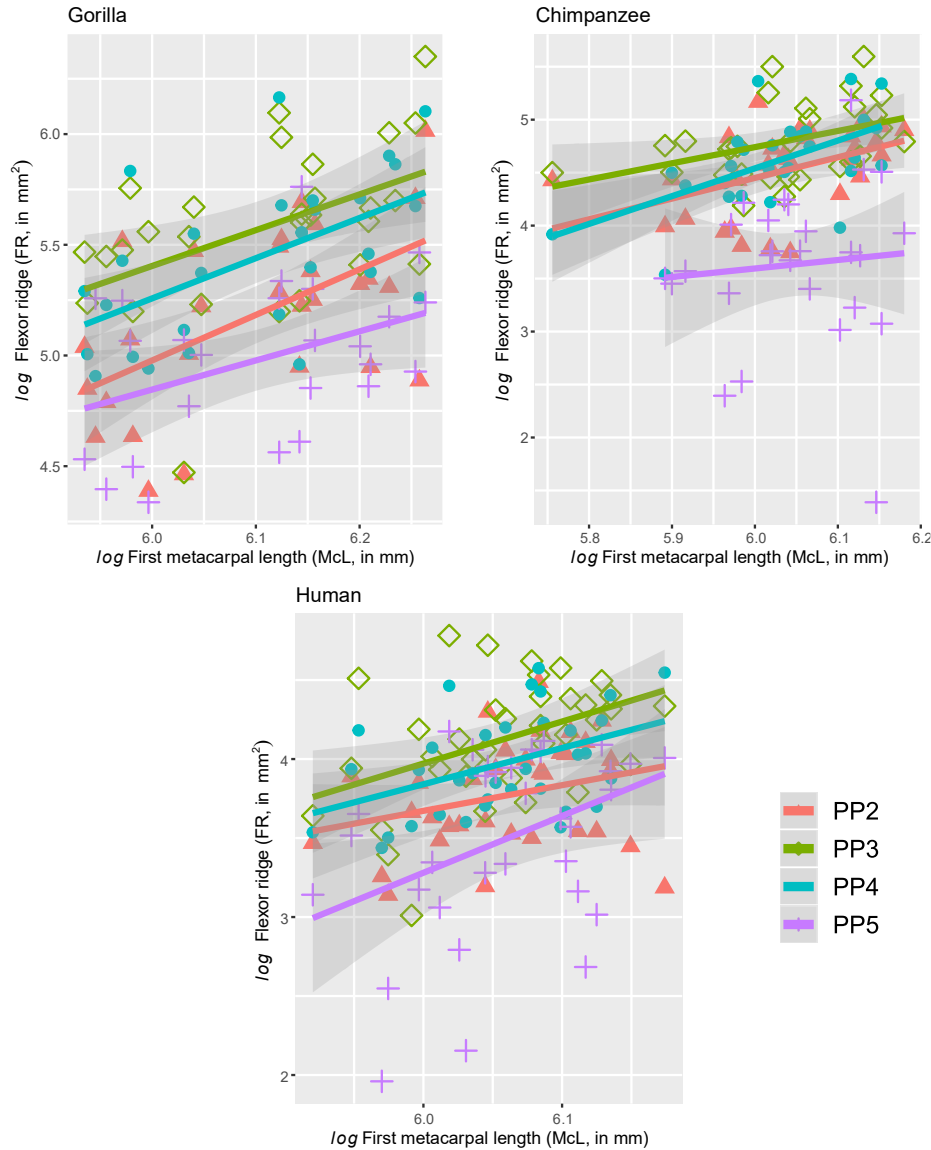 Gorilla
6.0
5.5
5.0
4.5
log Flexor ridge (FR, in mm²)
6.0 6.1 6.2
log First metacarpal length (McL, in mm)
Chimpanzee
5
4
3
2
log Flexor ridge (FR, in mm²)
5.8 5.9 6.0 6.1 6.2
log First metacarpal length (McL, in mm)
Human
4
3
2
log Flexor ridge (FR, in mm²)
6.0 6.1
log First metacarpal length (McL, in mm)
PP2
PP3
PP4
PP5